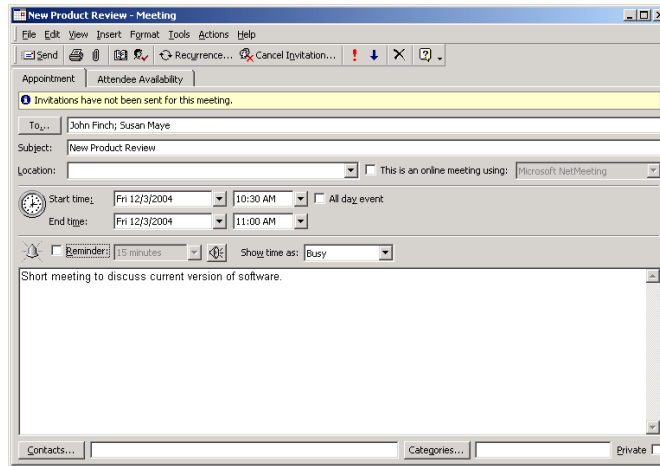 New Product Review - Meeting
File Edit View Insert Format Tools Actions Help
Send Recurrence... Cancel Invitation...
Appointment Attendee Availability
Invitations have not been sent for this meeting.
To... John Finch; Susan Maye
Subject: New Product Review
Location: This is an online meeting using: Microsoft NetMeeting
Start time: Fri 12/3/2004 10:30 AM All day event
End time: Fri 12/3/2004 11:00 AM
Reminder: 15 minutes Show time as: Busy
Short meeting to discuss current version of software.
Contacts... Categories... Private